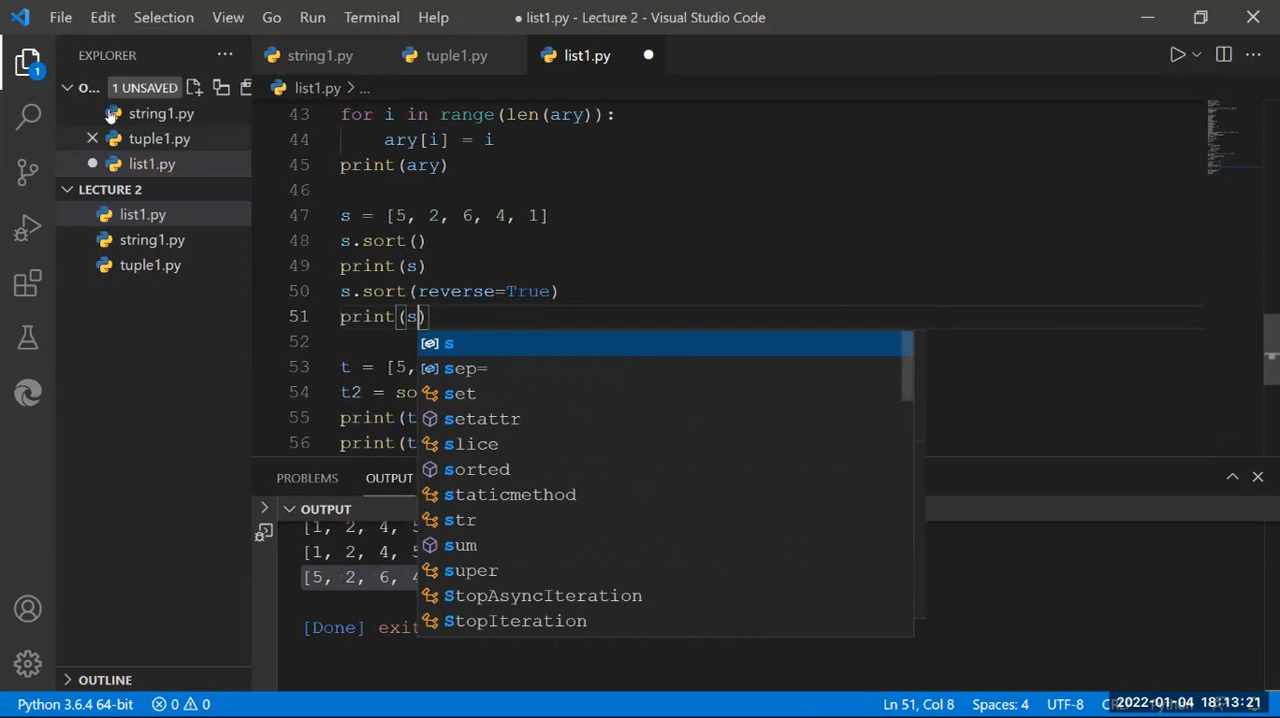 File Edit Selection View Go Run Terminal Help
● list1.py - Lecture 2 - Visual Studio Code
EXPLORER ...
string1.py tuple1.py list1.py ●
O... 1 UNSAVED
list1.py > ...
string1.py
tuple1.py
list1.py
LECTURE 2
list1.py
string1.py
tuple1.py
OUTLINE
43 for i in range(len(ary)):
44 ary[i] = i
45 print(ary)
46
47 s = [5, 2, 6, 4, 1]
48 s.sort()
49 print(s)
50 s.sort(reverse=True)
51 print(s)
52
53 t = [5,
54 t2 = so
55 print(t
56 print(t
s
sep=
set
setattr
slice
sorted
staticmethod
str
sum
super
StopAsyncIteration
StopIteration
PROBLEMS OUTPUT
OUTPUT
[1, 2, 4, 5
[1, 2, 4, 5
[5, 2, 6, 4
[Done] exit
1
Python 3.6.4 64-bit 0 0 Ln 51, Col 8 Spaces: 4 UTF-8 2022-01-04 18:13:21